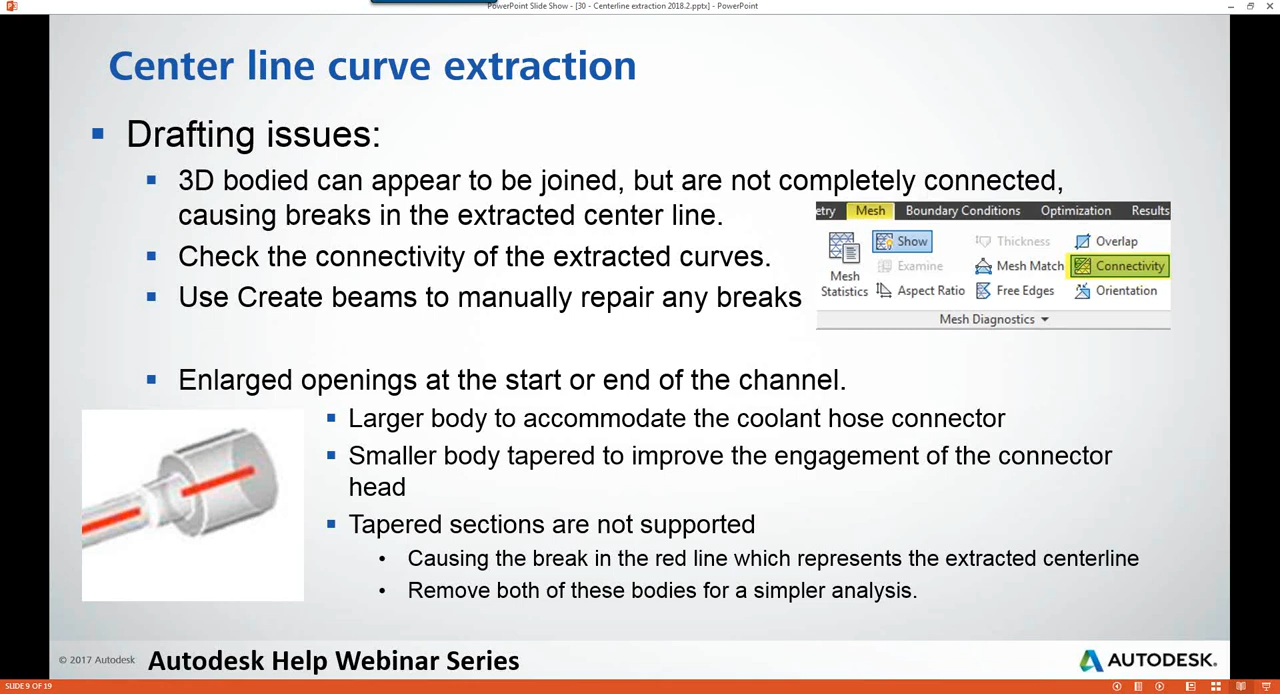 PowerPoint Slide Show - [30 - Centerline extraction 2018.2.pptx] - PowerPoint
Center line curve extraction
Drafting issues:
3D bodied can appear to be joined, but are not completely connected,
causing breaks in the extracted center line.
Check the connectivity of the extracted curves.
Use Create beams to manually repair any breaks
etry Mesh Boundary Conditions Optimization Results
Show Thickness Overlap
Examine Mesh Match Connectivity
Mesh
Statistics Aspect Ratio Free Edges Orientation
Mesh Diagnostics
Enlarged openings at the start or end of the channel.
Larger body to accommodate the coolant hose connector
Smaller body tapered to improve the engagement of the connector
head
Tapered sections are not supported
• Causing the break in the red line which represents the extracted centerline
• Remove both of these bodies for a simpler analysis.
© 2017 Autodesk Autodesk Help Webinar Series AUTODESK.
SLIDE 9 OF 19